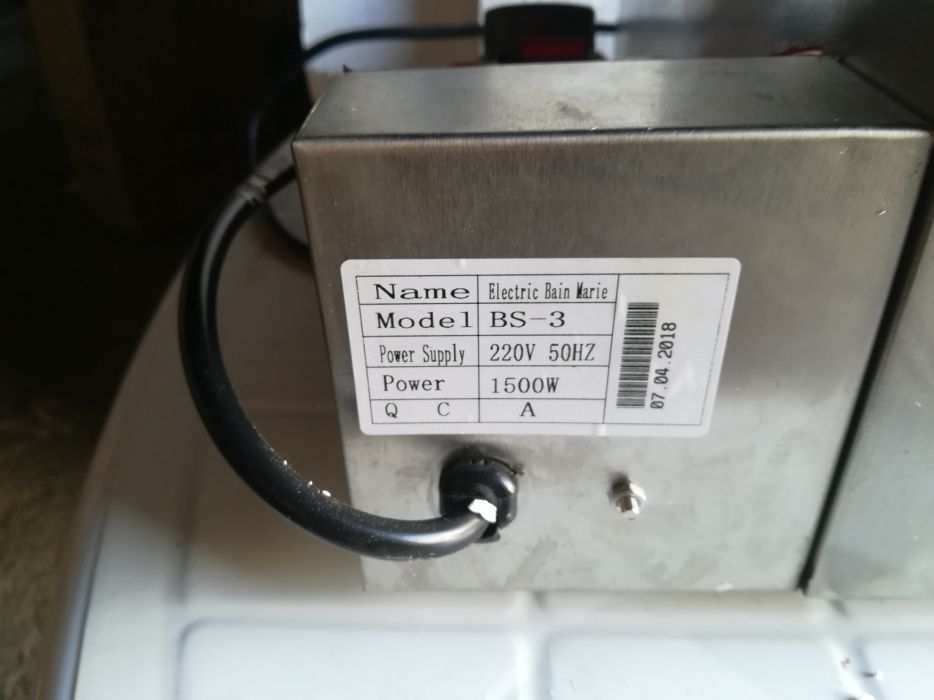 Name Electric Bain Marie
Model BS-3
Power Supply 220V 50HZ
Power 1500W
Q C A
07.04.2018